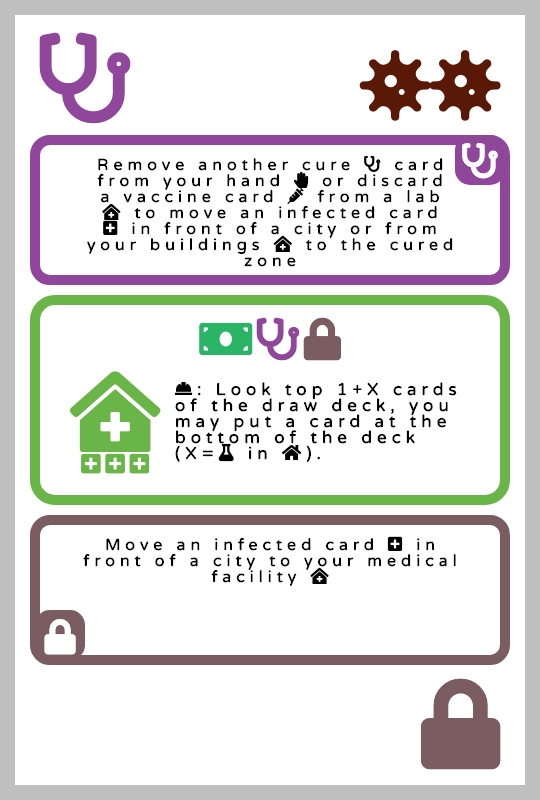 Remove another cure card
from your hand or discard
a vaccine card from a lab
to move an infected card
in front of a city or from
your buildings to the cured
zone
: Look top 1+X cards
of the draw deck, you
may put a card at the
bottom of the deck
(X= in ).
Move an infected card in
front of a city to your medical
facility